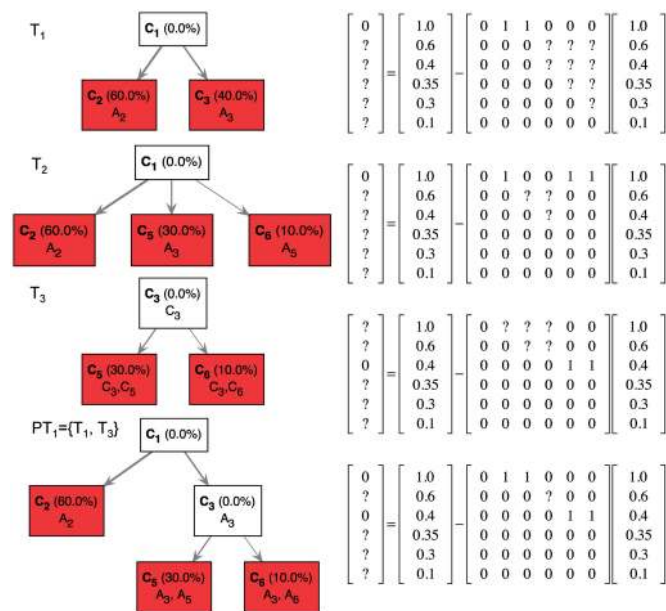 T₁
C₁ (0.0%)
C₂ (60.0%)
A₂
C₃ (40.0%)
A₃
0 1.0 0 1 1 0 0 0 1.0
? 0.6 0 0 0 ? ? ? 0.6
? 0.4 0 0 0 ? ? ? 0.4
? = 0.35 − 0 0 0 0 ? ? 0.35
? 0.3 0 0 0 0 0 ? 0.3
? 0.1 0 0 0 0 0 0 0.1
T₂
C₁ (0.0%)
C₂ (60.0%)
A₂
C₅ (30.0%)
A₃
C₆ (10.0%)
A₅
0 1.0 0 1 0 0 1 1 1.0
? 0.6 0 0 ? ? 0 0 0.6
? 0.4 0 0 0 ? 0 0 0.4
? = 0.35 − 0 0 0 0 0 0 0.35
? 0.3 0 0 0 0 0 0 0.3
? 0.1 0 0 0 0 0 0 0.1
T₃
C₃ (0.0%)
C₃
C₅ (30.0%)
C₃,C₅
C₆ (10.0%)
C₃,C₆
? 1.0 0 ? ? ? 0 0 1.0
? 0.6 0 0 ? ? 0 0 0.6
0 0.4 0 0 0 0 1 1 0.4
? = 0.35 − 0 0 0 0 0 0 0.35
? 0.3 0 0 0 0 0 0 0.3
? 0.1 0 0 0 0 0 0 0.1
PT₁={T₁, T₃}
C₁ (0.0%)
C₂ (60.0%)
A₂
C₃ (0.0%)
A₃
C₅ (30.0%)
A₃, A₅
C₆ (10.0%)
A₃, A₆
0 1.0 0 1 1 0 0 0 1.0
? 0.6 0 0 0 ? 0 0 0.6
0 0.4 0 0 0 0 1 1 0.4
? = 0.35 − 0 0 0 0 0 0 0.35
? 0.3 0 0 0 0 0 0 0.3
? 0.1 0 0 0 0 0 0 0.1